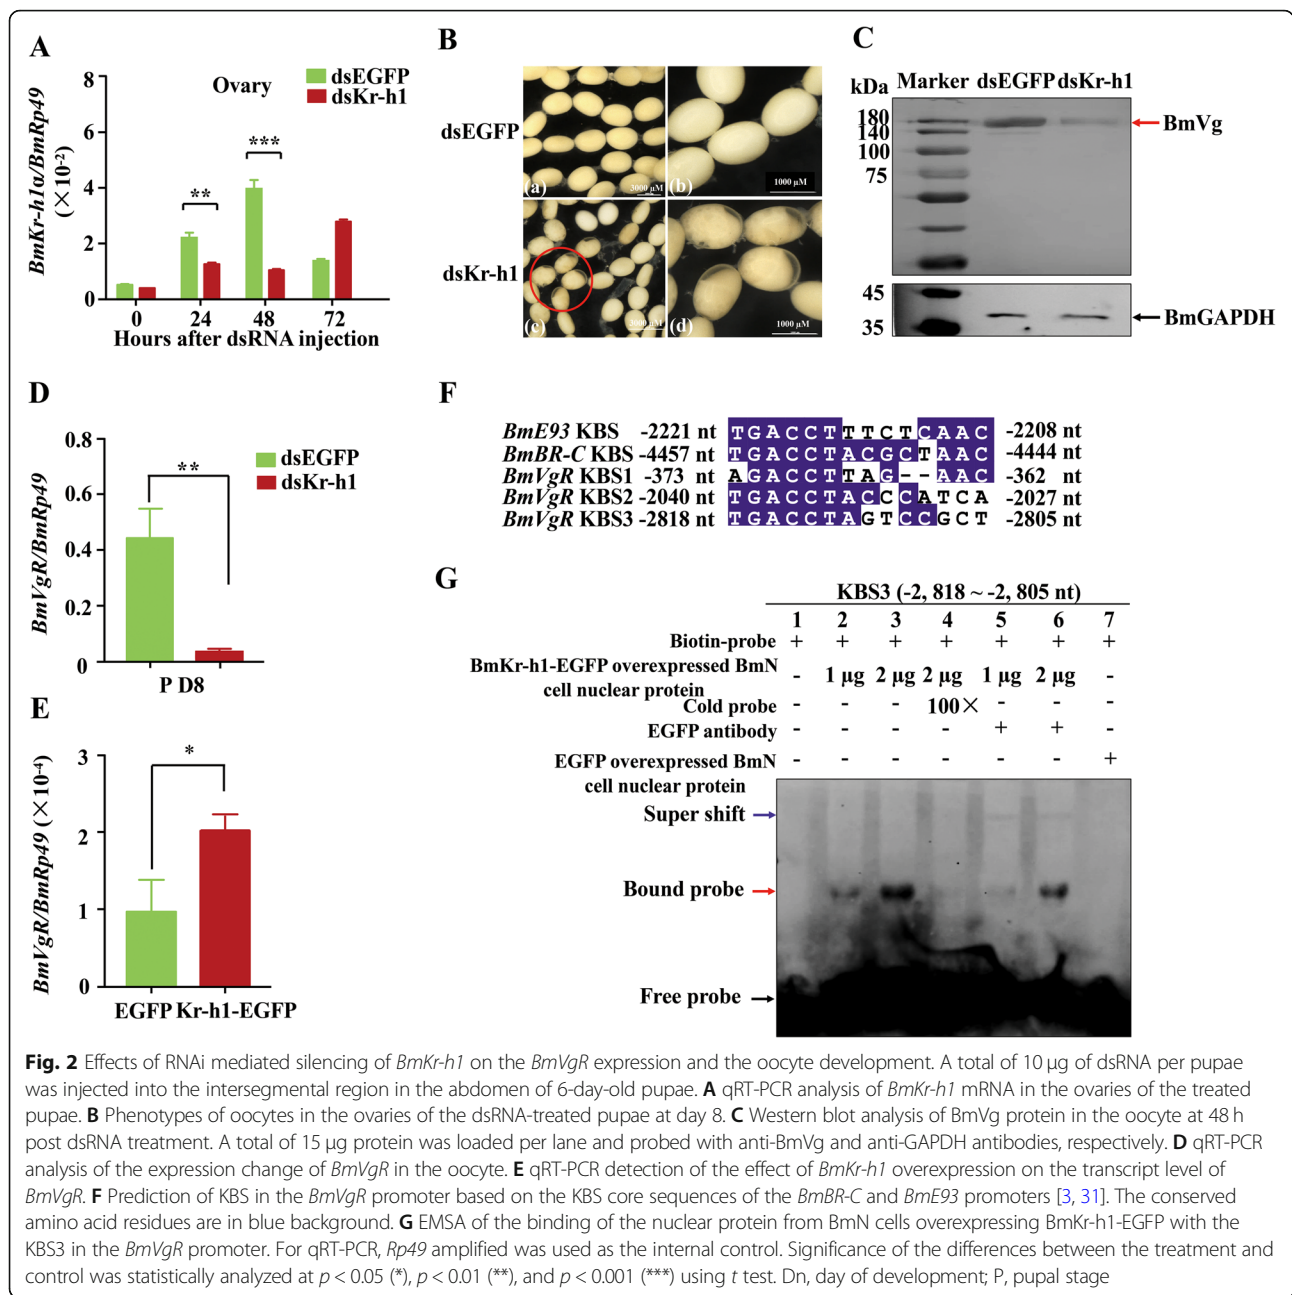 A
BmKr-h1α/BmRp49
(×10-2)
8
6
4
2
0
Ovary
dsEGFP
dsKr-h1
**
***
0 24 48 72
Hours after dsRNA injection
B
dsEGFP
dsKr-h1
(a)
3000 μM
(b)
1000 μM
(c)
3000 μM
(d)
1000 μM
C
kDa Marker dsEGFP dsKr-h1
180
140
100
75
BmVg
45
35
BmGAPDH
D
BmVgR/BmRp49
0.8
0.6
0.4
0.2
0
**
dsEGFP
dsKr-h1
P D8
E
BmVgR/BmRp49 (×10-4)
3
2
1
0
*
EGFP Kr-h1-EGFP
F
BmE93 KBS -2221 nt TGACCTTTCTCAAC -2208 nt
BmBR-C KBS -4457 nt TGACCTACGCTAAC -4444 nt
BmVgR KBS1 -373 nt AGACCTTAG--AAC -362 nt
BmVgR KBS2 -2040 nt TGACCTACCCATCA -2027 nt
BmVgR KBS3 -2818 nt TGACCTAGTCCGCT -2805 nt
G
KBS3 (-2, 818 ~ -2, 805 nt)
1 2 3 4 5 6 7
Biotin-probe + + + + + + +
BmKr-h1-EGFP overexpressed BmN cell nuclear protein - 1 μg 2 μg 2 μg 1 μg 2 μg -
Cold probe - - - 100× - - -
EGFP antibody - - - - + + -
EGFP overexpressed BmN cell nuclear protein - - - - - - +
Super shift
Bound probe
Free probe
Fig. 2 Effects of RNAi mediated silencing of BmKr-h1 on the BmVgR expression and the oocyte development. A total of 10 μg of dsRNA per pupae
was injected into the intersegmental region in the abdomen of 6-day-old pupae. A qRT-PCR analysis of BmKr-h1 mRNA in the ovaries of the treated
pupae. B Phenotypes of oocytes in the ovaries of the dsRNA-treated pupae at day 8. C Western blot analysis of BmVg protein in the oocyte at 48 h
post dsRNA treatment. A total of 15 μg protein was loaded per lane and probed with anti-BmVg and anti-GAPDH antibodies, respectively. D qRT-PCR
analysis of the expression change of BmVgR in the oocyte. E qRT-PCR detection of the effect of BmKr-h1 overexpression on the transcript level of
BmVgR. F Prediction of KBS in the BmVgR promoter based on the KBS core sequences of the BmBR-C and BmE93 promoters [3, 31]. The conserved
amino acid residues are in blue background. G EMSA of the binding of the nuclear protein from BmN cells overexpressing BmKr-h1-EGFP with the
KBS3 in the BmVgR promoter. For qRT-PCR, Rp49 amplified was used as the internal control. Significance of the differences between the treatment and
control was statistically analyzed at p < 0.05 (*), p < 0.01 (**), and p < 0.001 (***) using t test. Dn, day of development; P, pupal stage